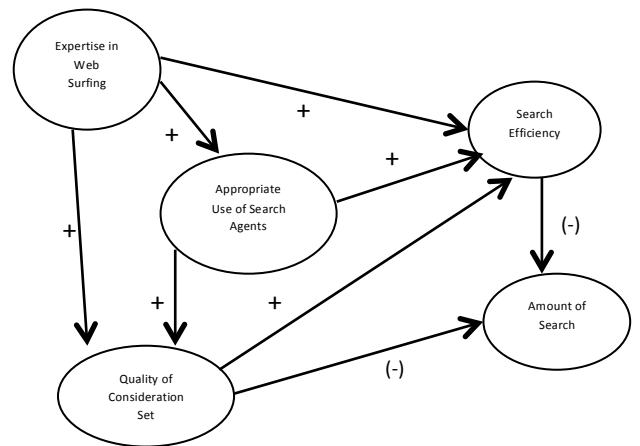 Expertise in
Web
Surfing
+
+
Search
Efficiency
+
Appropriate
Use of Search
Agents
+
(-)
+
+
Amount of
Search
(-)
Quality of
Consideration
Set